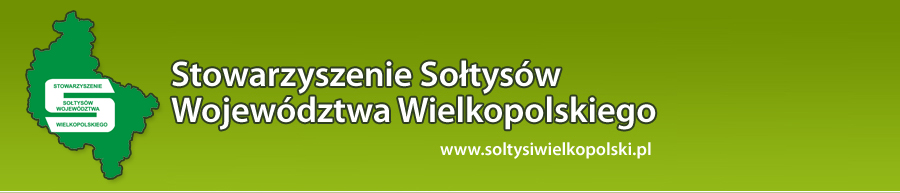 STOWARZYSZENIE
SOŁTYSÓW
WOJEWÓDZTWA
WIELKOPOLSKIEGO
Stowarzyszenie Sołtysów
Województwa Wielkopolskiego
www.soltysiwielkopolski.pl